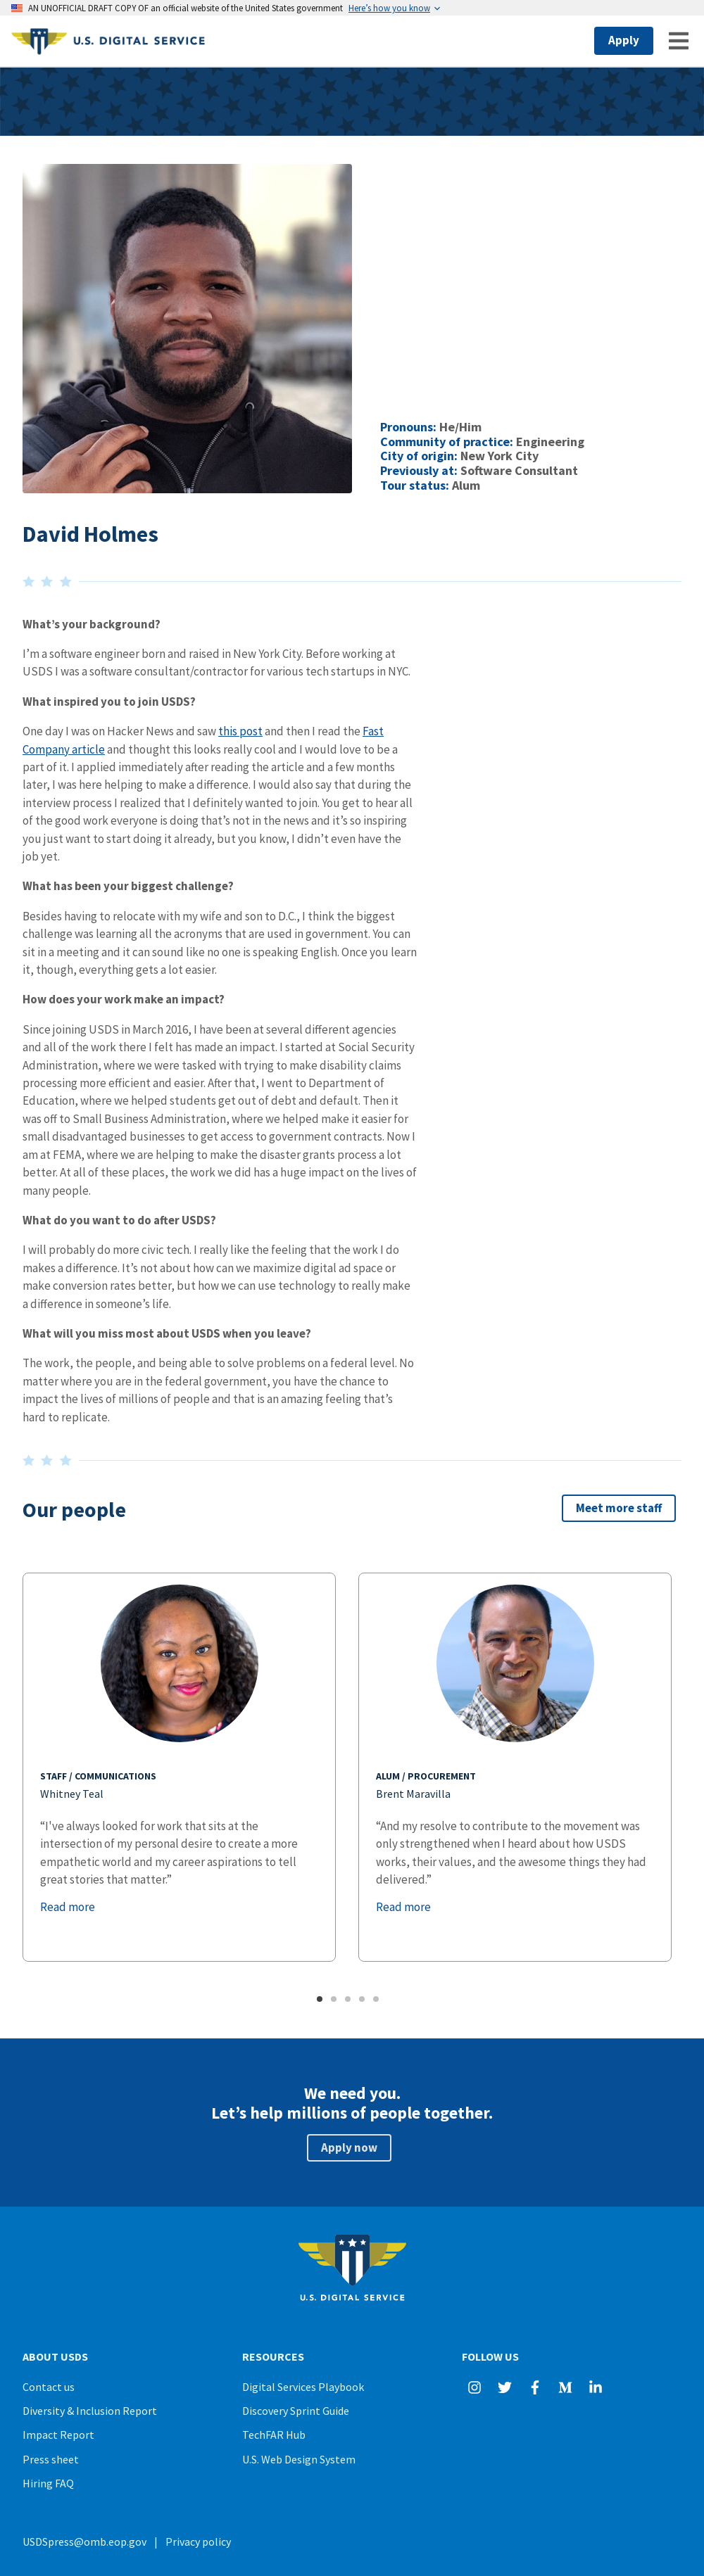 AN UNOFFICIAL DRAFT COPY OF an official website of the United States government Here’s how you know
U.S. DIGITAL SERVICE
Apply
Pronouns: He/Him
Community of practice: Engineering
City of origin: New York City
Previously at: Software Consultant
Tour status: Alum
David Holmes
What’s your background?
I’m a software engineer born and raised in New York City. Before working at
USDS I was a software consultant/contractor for various tech startups in NYC.
What inspired you to join USDS?
One day I was on Hacker News and saw this post and then I read the Fast
Company article and thought this looks really cool and I would love to be a
part of it. I applied immediately after reading the article and a few months
later, I was here helping to make a difference. I would also say that during the
interview process I realized that I definitely wanted to join. You get to hear all
of the good work everyone is doing that’s not in the news and it’s so inspiring
you just want to start doing it already, but you know, I didn’t even have the
job yet.
What has been your biggest challenge?
Besides having to relocate with my wife and son to D.C., I think the biggest
challenge was learning all the acronyms that are used in government. You can
sit in a meeting and it can sound like no one is speaking English. Once you learn
it, though, everything gets a lot easier.
How does your work make an impact?
Since joining USDS in March 2016, I have been at several different agencies
and all of the work there I felt has made an impact. I started at Social Security
Administration, where we were tasked with trying to make disability claims
processing more efficient and easier. After that, I went to Department of
Education, where we helped students get out of debt and default. Then it
was off to Small Business Administration, where we helped make it easier for
small disadvantaged businesses to get access to government contracts. Now I
am at FEMA, where we are helping to make the disaster grants process a lot
better. At all of these places, the work we did has a huge impact on the lives of
many people.
What do you want to do after USDS?
I will probably do more civic tech. I really like the feeling that the work I do
makes a difference. It’s not about how can we maximize digital ad space or
make conversion rates better, but how we can use technology to really make
a difference in someone’s life.
What will you miss most about USDS when you leave?
The work, the people, and being able to solve problems on a federal level. No
matter where you are in the federal government, you have the chance to
impact the lives of millions of people and that is an amazing feeling that’s
hard to replicate.
Our people
Meet more staff
STAFF / COMMUNICATIONS
Whitney Teal
“I've always looked for work that sits at the
intersection of my personal desire to create a more
empathetic world and my career aspirations to tell
great stories that matter.”
Read more
ALUM / PROCUREMENT
Brent Maravilla
“And my resolve to contribute to the movement was
only strengthened when I heard about how USDS
works, their values, and the awesome things they had
delivered.”
Read more
We need you.
Let’s help millions of people together.
Apply now
U.S. DIGITAL SERVICE
ABOUT USDS
Contact us
Diversity & Inclusion Report
Impact Report
Press sheet
Hiring FAQ
RESOURCES
Digital Services Playbook
Discovery Sprint Guide
TechFAR Hub
U.S. Web Design System
FOLLOW US
USDSpress@omb.eop.gov | Privacy policy